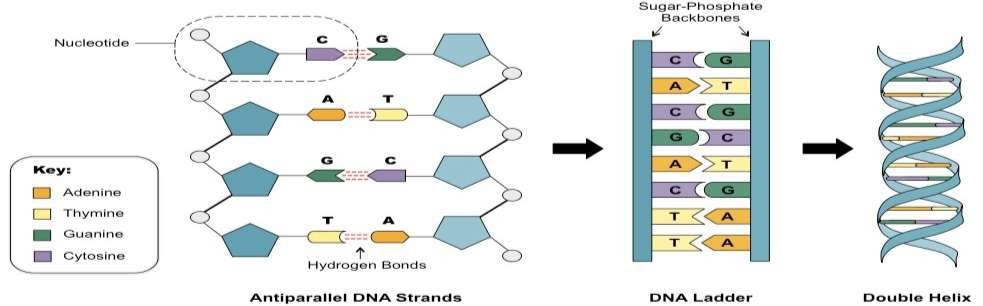 Nucleotide
C G
A T
G C
T A
Hydrogen Bonds
Key:
Adenine
Thymine
Guanine
Cytosine
Antiparallel DNA Strands
Sugar-Phosphate
Backbones
C G
A T
C G
G C
A T
C G
T A
T A
DNA Ladder
Double Helix